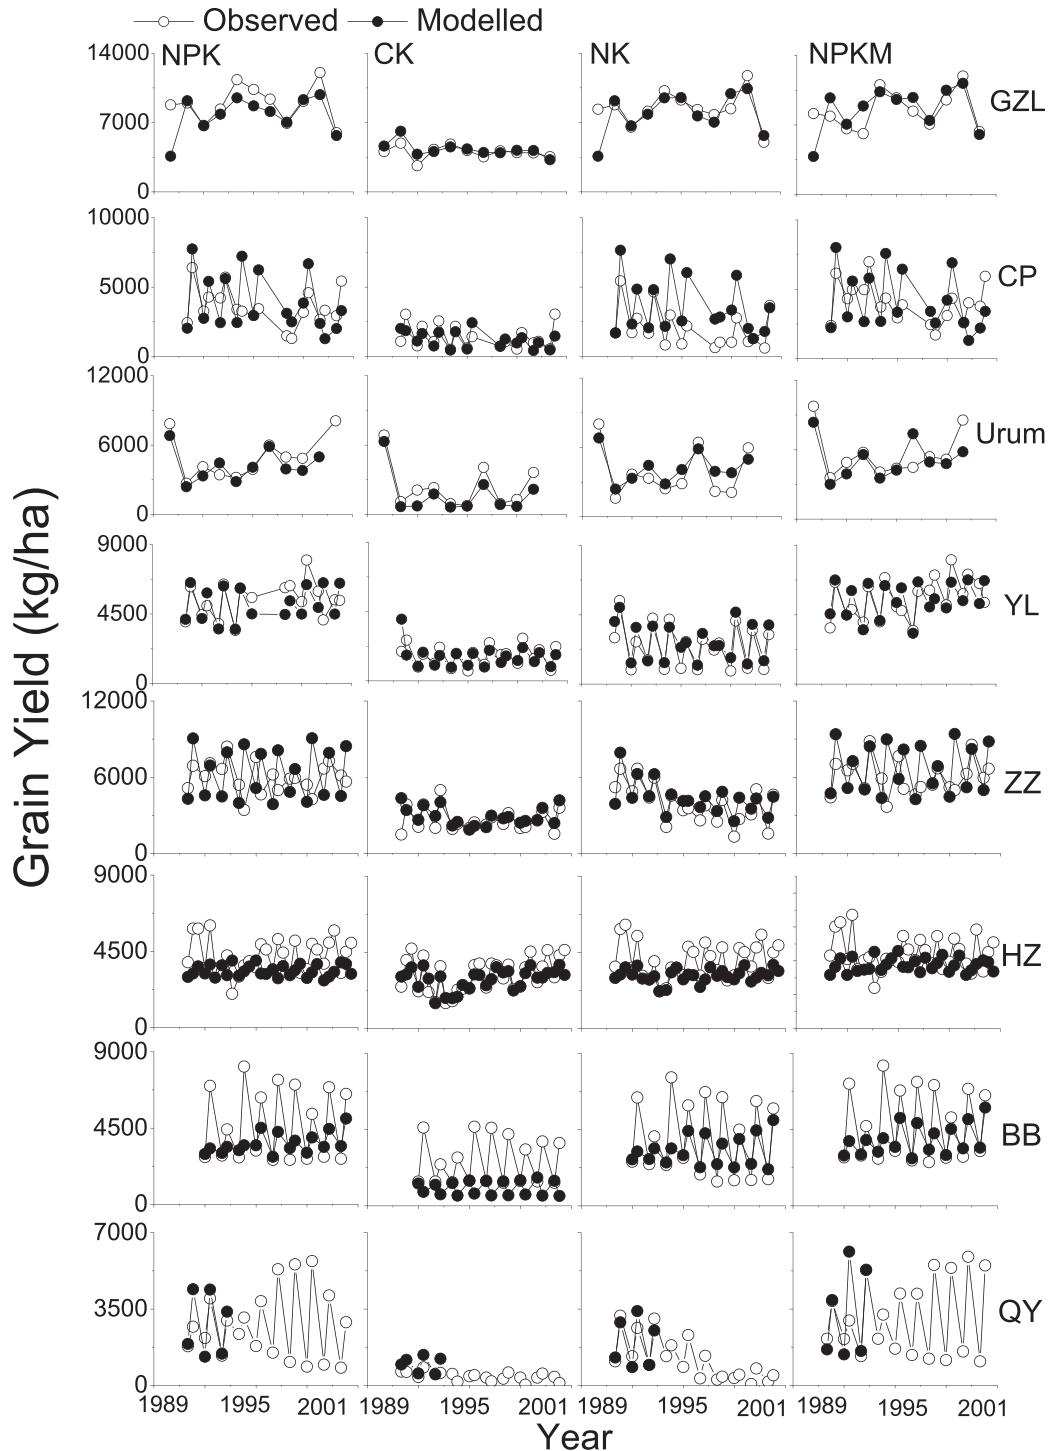 Observed Modelled
NPK CK NK NPKM
14000
7000
0
GZL
10000
5000
0
CP
12000
6000
0
Urum
9000
4500
0
YL
12000
6000
0
ZZ
9000
4500
0
HZ
9000
4500
0
BB
7000
3500
0
QY
1989 1995 2001 1989 1995 2001 1989 1995 2001 1989 1995 2001
Grain Yield (kg/ha)
Year